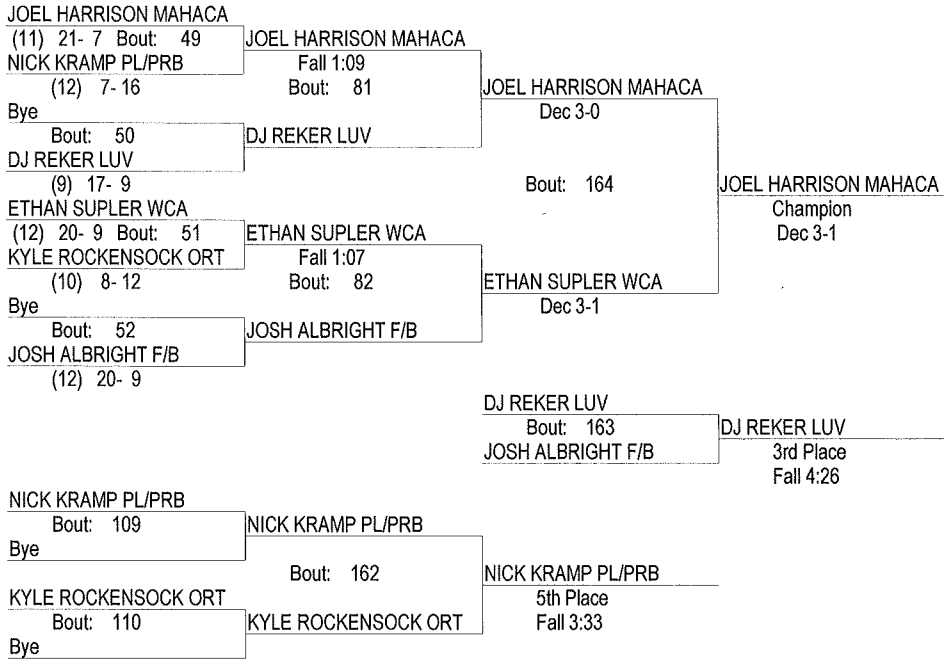 JOEL HARRISON MAHACA
(11) 21- 7 Bout: 49
NICK KRAMP PL/PRB
(12) 7- 16
Bye
Bout: 50
DJ REKER LUV
(9) 17- 9
ETHAN SUPLER WCA
(12) 20- 9 Bout: 51
KYLE ROCKENSOCK ORT
(10) 8- 12
Bye
Bout: 52
JOSH ALBRIGHT F/B
(12) 20- 9
JOEL HARRISON MAHACA
Fall 1:09
Bout: 81
DJ REKER LUV
ETHAN SUPLER WCA
Fall 1:07
Bout: 82
JOSH ALBRIGHT F/B
JOEL HARRISON MAHACA
Dec 3-0
Bout: 164
ETHAN SUPLER WCA
Dec 3-1
JOEL HARRISON MAHACA
Champion
Dec 3-1
DJ REKER LUV
Bout: 163
JOSH ALBRIGHT F/B
DJ REKER LUV
3rd Place
Fall 4:26
NICK KRAMP PL/PRB
Bout: 109
Bye
KYLE ROCKENSOCK ORT
Bout: 110
Bye
NICK KRAMP PL/PRB
Bout: 162
KYLE ROCKENSOCK ORT
NICK KRAMP PL/PRB
5th Place
Fall 3:33